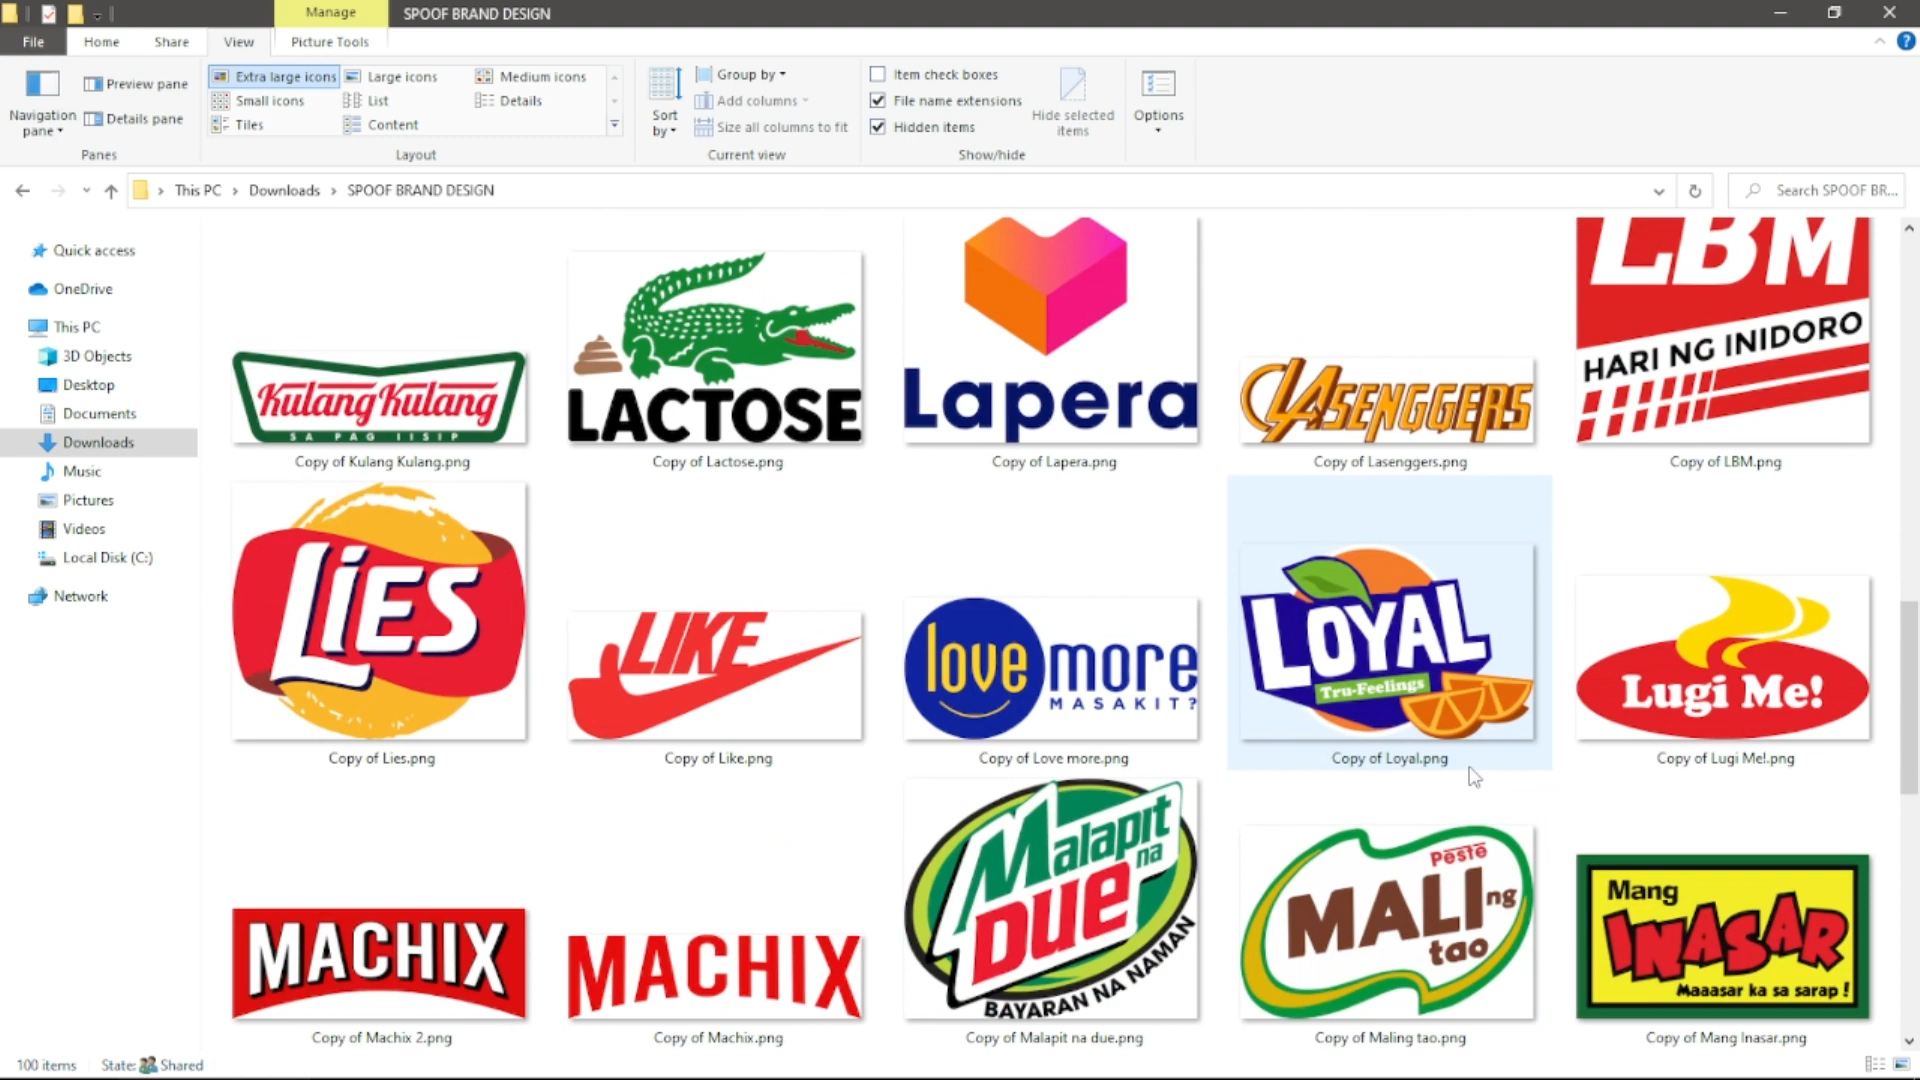 Manage
SPOOF BRAND DESIGN
File
Home
Share
View
Picture Tools
Navigation pane
Preview pane
Details pane
Panes
Extra large icons
Large icons
Medium icons
Small icons
List
Details
Tiles
Content
Layout
Sort by
Group by
Add columns
Size all columns to fit
Current view
Item check boxes
File name extensions
Hidden items
Hide selected items
Show/hide
Options
This PC
Downloads
SPOOF BRAND DESIGN
Search SPOOF BR...
Quick access
OneDrive
This PC
3D Objects
Desktop
Documents
Downloads
Music
Pictures
Videos
Local Disk (C:)
Network
Kulang Kulang
SA PAG IISIP
Copy of Kulang Kulang.png
LACTOSE
Copy of Lactose.png
Lapera
Copy of Lapera.png
LASENGGERS
Copy of Lasenggers.png
LBM
HARI NG INIDORO
Copy of LBM.png
LiES
Copy of Lies.png
LIKE
Copy of Like.png
love more
MASAKIT?
Copy of Love more.png
LOYAL
Tru-Feelings
Copy of Loyal.png
Lugi Me!
Copy of Lugi Me!.png
MACHIX
Copy of Machix 2.png
MACHIX
Copy of Machix.png
Malapit
na
DUE
BAYARAN NA NAMAN
Copy of Malapit na due.png
Peste
MALI ng
tao
Copy of Maling tao.png
Mang
INASAR
Maaasar ka sa sarap !
Copy of Mang Inasar.png
100 items
State:
Shared